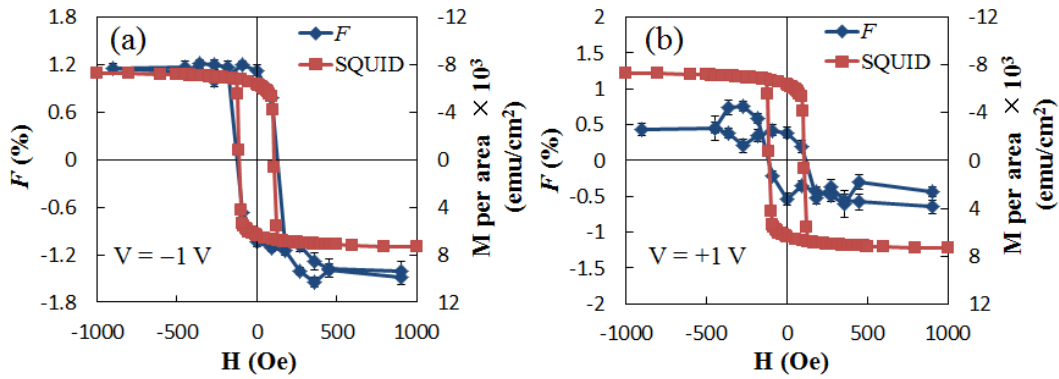 (a)
F
SQUID
V = −1 V
1.8
1.2
0.6
0
-0.6
-1.2
-1.8
F (%)
-1000
-500
0
500
1000
H (Oe)
-12
-8
-4
0
4
8
12
M per area × 10³
(emu/cm²)
(b)
F
SQUID
V = +1 V
2
1.5
1
0.5
0
-0.5
-1
-1.5
-2
F (%)
-1000
-500
0
500
1000
H (Oe)
-12
-8
-4
0
4
8
12
M per area × 10³
(emu/cm²)